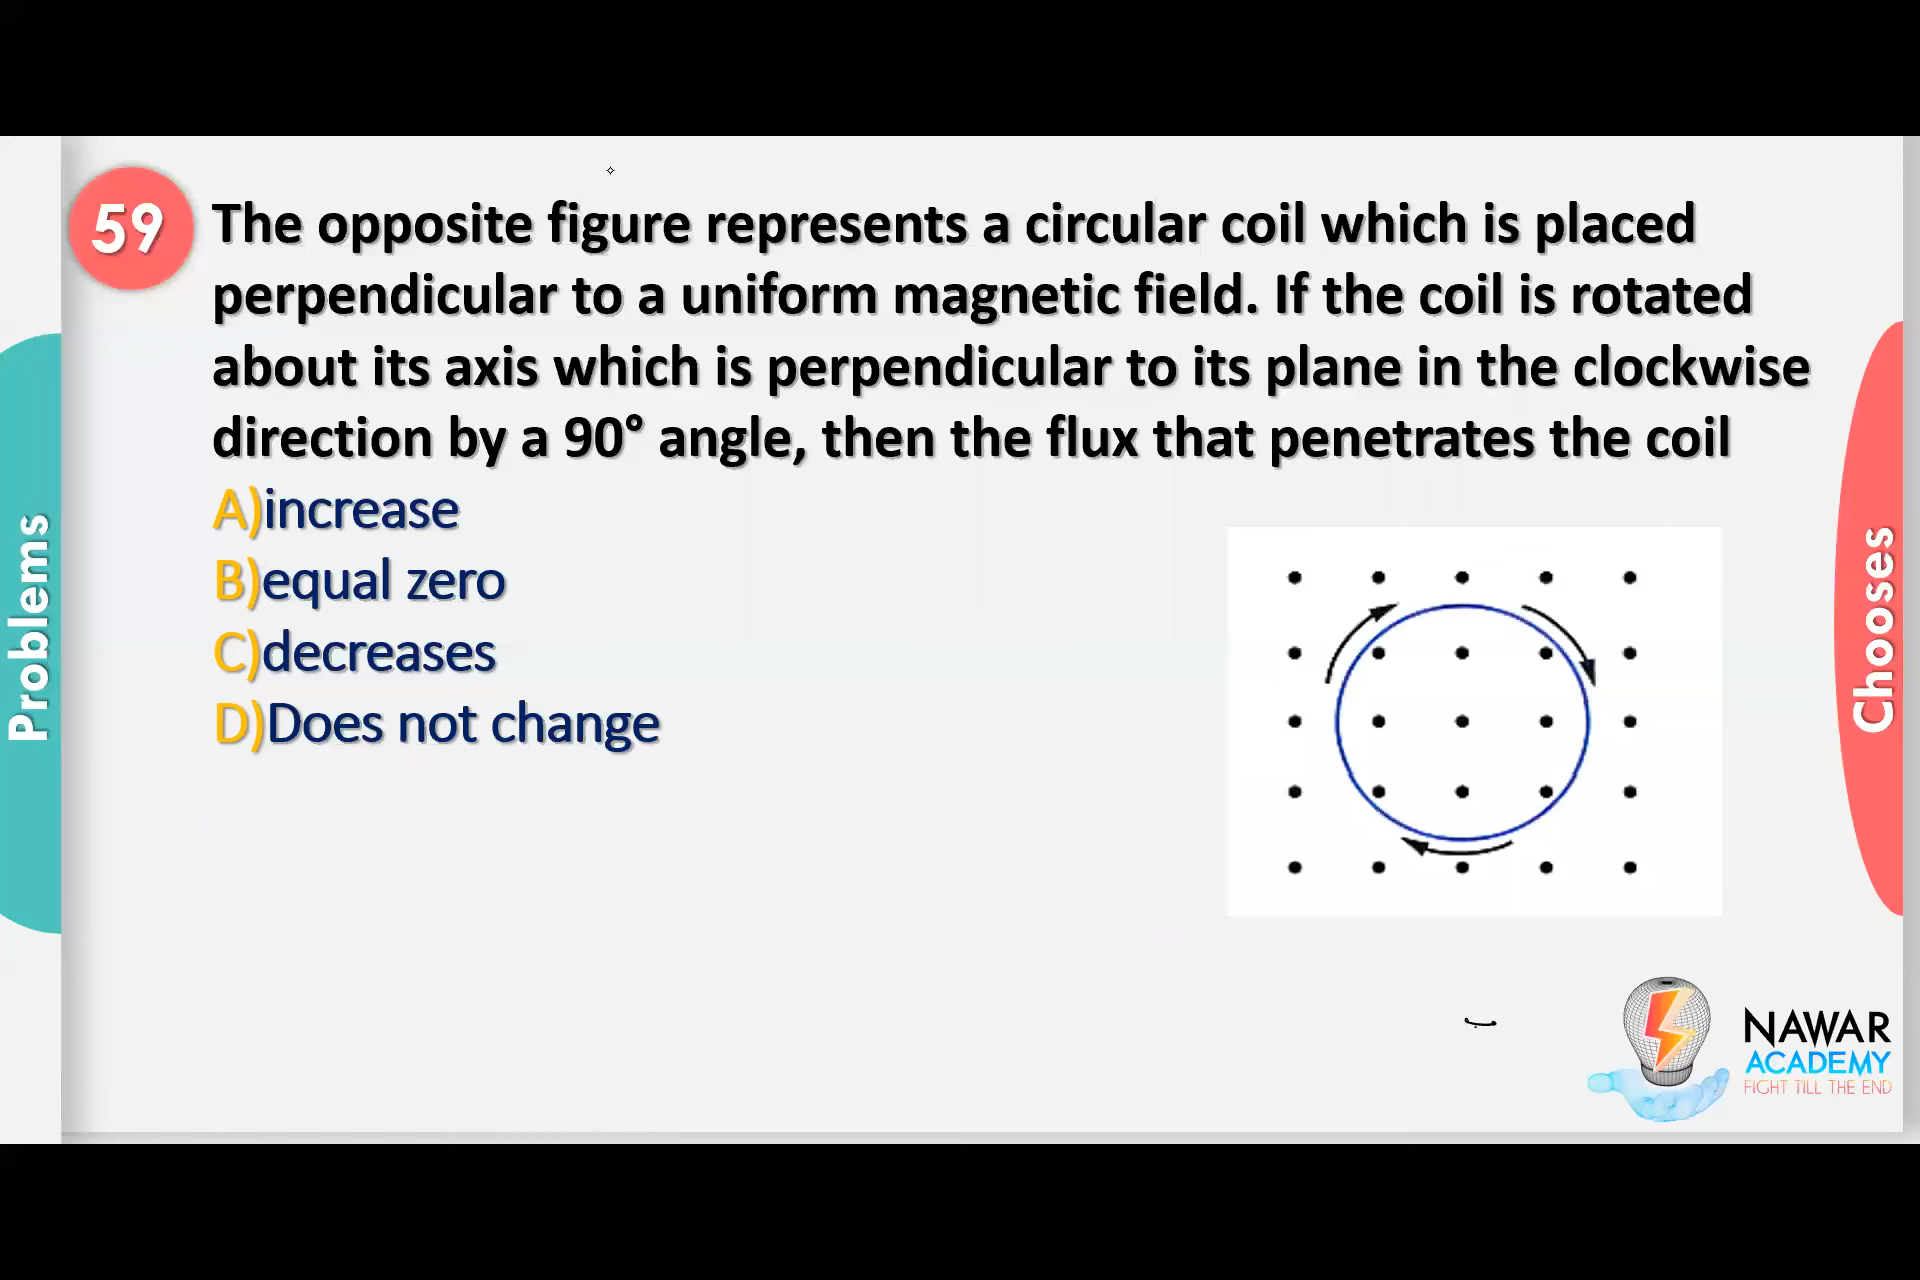 59
The opposite figure represents a circular coil which is placed
perpendicular to a uniform magnetic field. If the coil is rotated
about its axis which is perpendicular to its plane in the clockwise
direction by a 90° angle, then the flux that penetrates the coil
A)increase
B)equal zero
C)decreases
D)Does not change
Problems
Chooses
NAWAR
ACADEMY
FIGHT TILL THE END